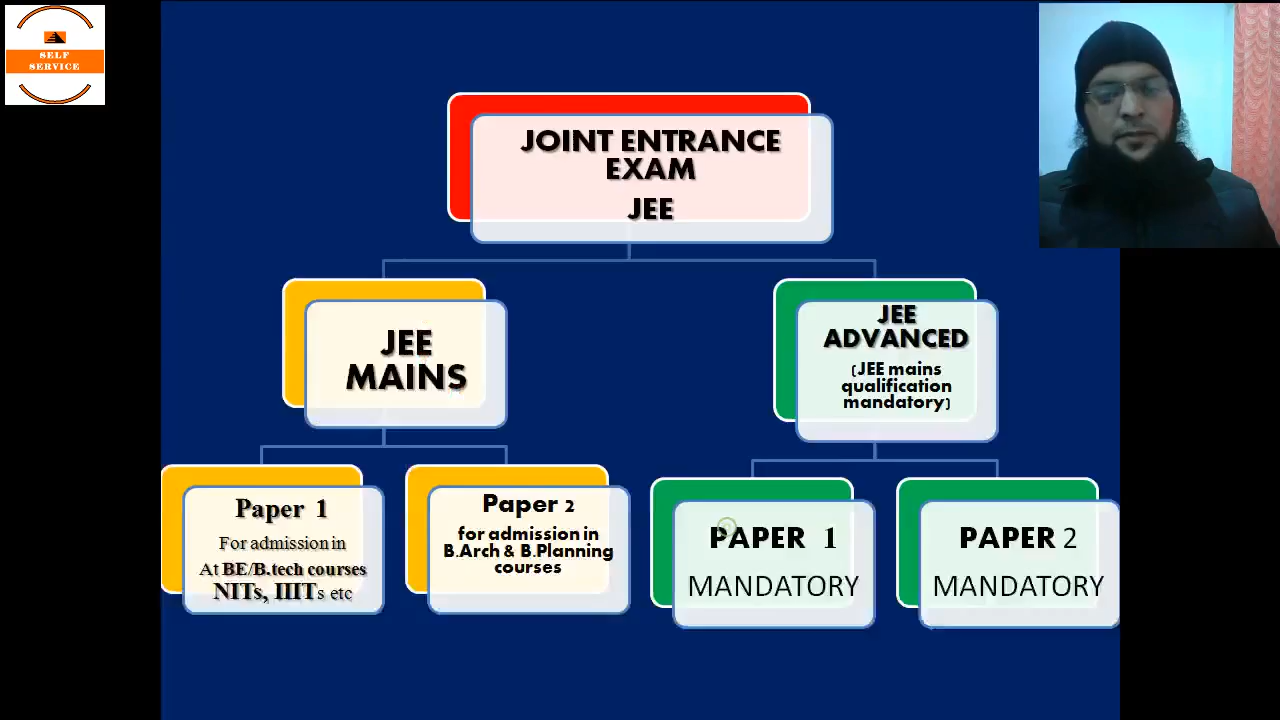 SELF
SERVICE
JOINT ENTRANCE
EXAM
JEE
JEE
MAINS
JEE
ADVANCED
(JEE mains
qualification
mandatory)
Paper 1
For admission in
At BE/B.tech courses
NITs, IIITs etc
Paper 2
for admission in
B.Arch & B.Planning
courses
PAPER 1
MANDATORY
PAPER 2
MANDATORY